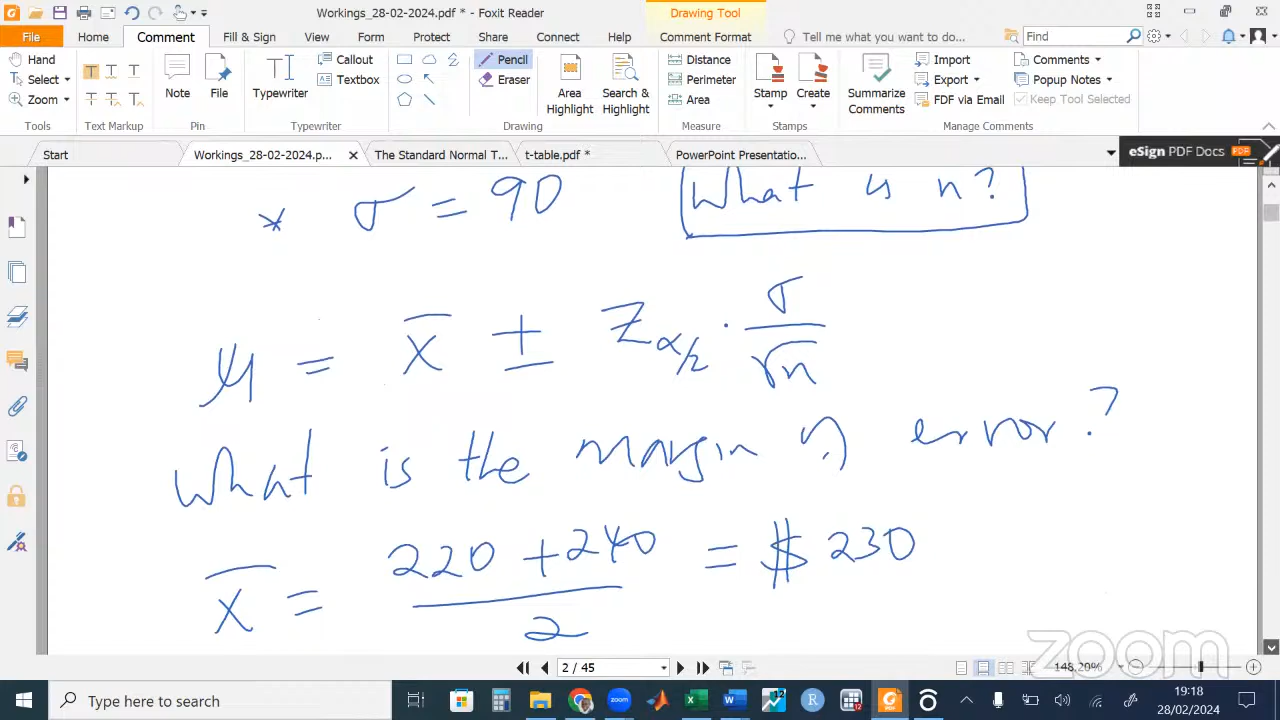 Workings_28-02-2024.pdf * - Foxit Reader
Drawing Tool
File Home Comment Fill & Sign View Form Protect Share Connect Help Comment Format Tell me what you want to do... Find
Hand
Select
Zoom
Tools
Text Markup
Note
File
Pin
Typewriter
Callout
Textbox
Typewriter
Pencil
Eraser
Area Highlight
Search & Highlight
Drawing
Distance
Perimeter
Area
Measure
Stamp
Create
Stamps
Summarize Comments
Import
Export
FDF via Email
Comments
Popup Notes
Keep Tool Selected
Manage Comments
Start Workings_28-02-2024.p... The Standard Normal T... t-table.pdf * PowerPoint Presentatio... eSign PDF Docs
* σ = 90 What is n?
μ = x̄ ± Z α/2 · σ/√n
What is the margin of error?
x̄ = (220 + 240)/2 = $ 230
zoom
2 / 45 148.20%
Type here to search
19:18
28/02/2024